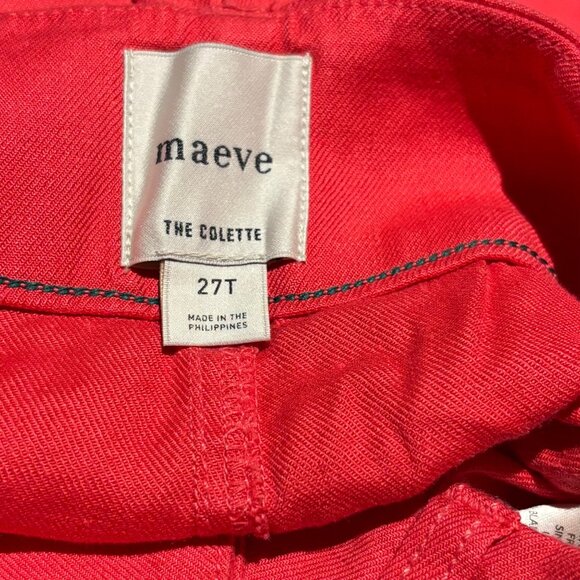 maeve
THE COLETTE
27T
MADE IN THE
PHILIPPINES